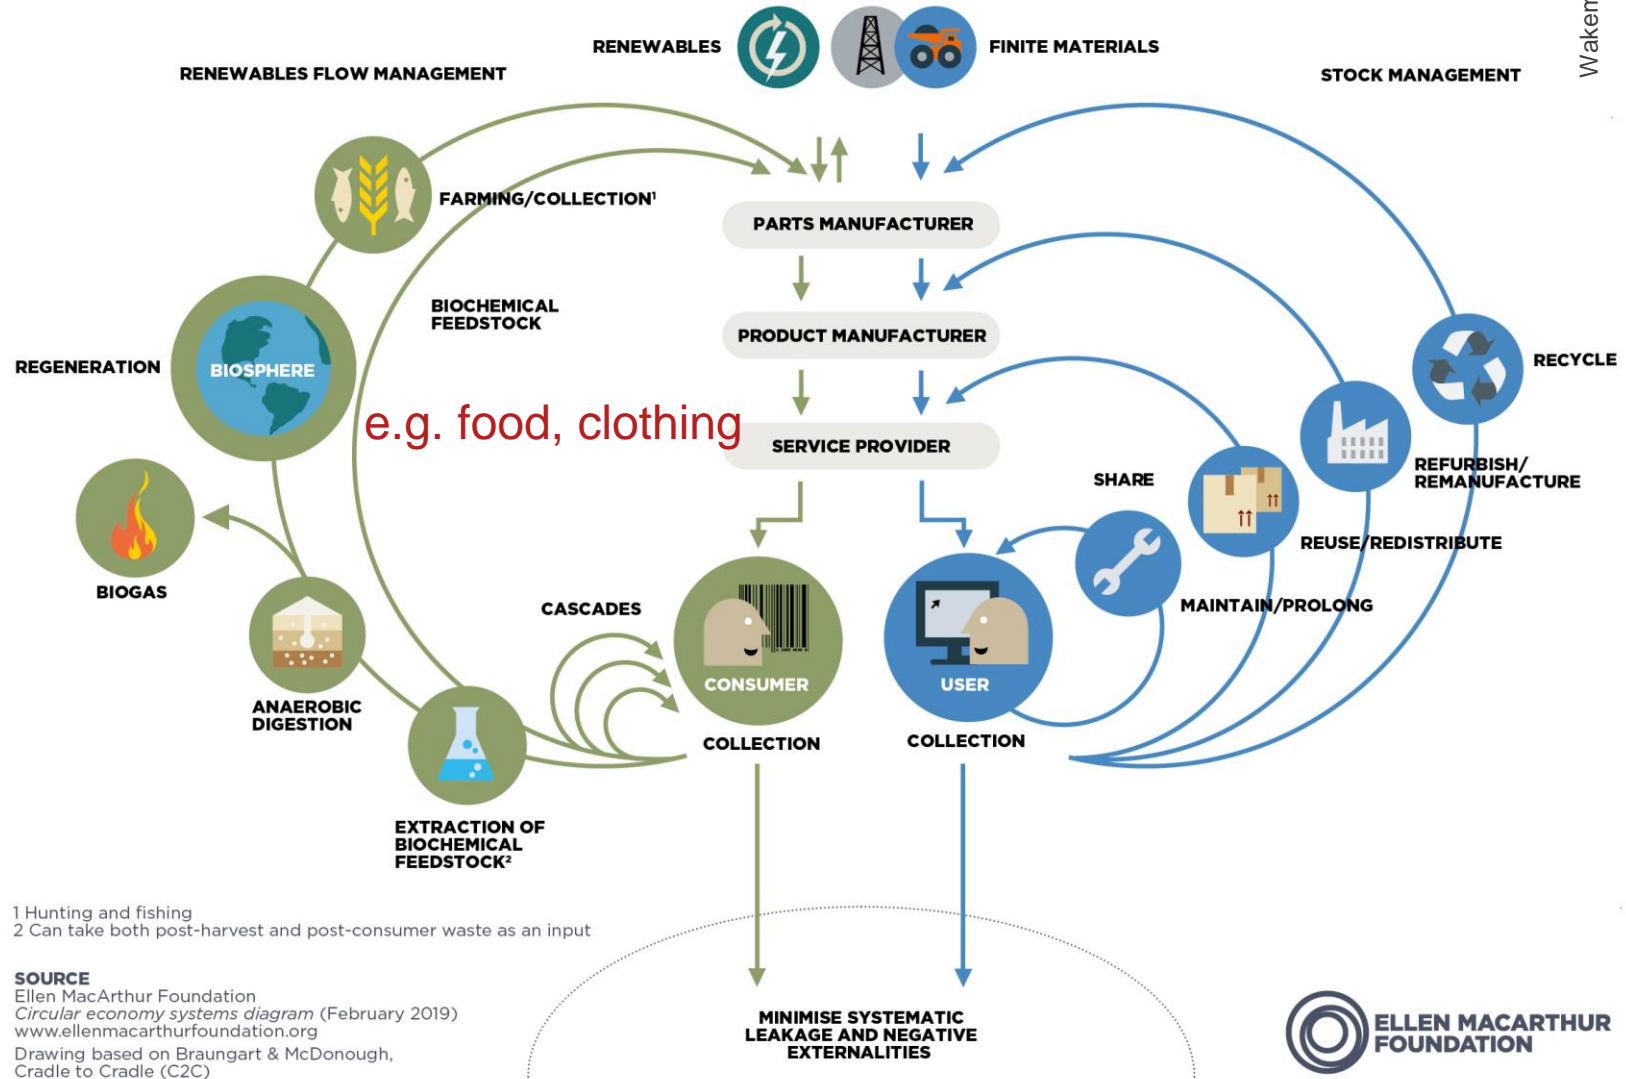 RENEWABLES
FINITE MATERIALS
Wakem
RENEWABLES FLOW MANAGEMENT
STOCK MANAGEMENT
FARMING/COLLECTION¹
PARTS MANUFACTURER
BIOCHEMICAL
FEEDSTOCK
PRODUCT MANUFACTURER
REGENERATION
BIOSPHERE
RECYCLE
e.g. food, clothing
SERVICE PROVIDER
SHARE
REFURBISH/
REMANUFACTURE
REUSE/REDISTRIBUTE
BIOGAS
CASCADES
MAINTAIN/PROLONG
CONSUMER
USER
ANAEROBIC
DIGESTION
COLLECTION
COLLECTION
EXTRACTION OF
BIOCHEMICAL
FEEDSTOCK²
1 Hunting and fishing
2 Can take both post-harvest and post-consumer waste as an input
SOURCE
Ellen MacArthur Foundation
Circular economy systems diagram (February 2019)
www.ellenmacarthurfoundation.org
Drawing based on Braungart & McDonough,
Cradle to Cradle (C2C)
MINIMISE SYSTEMATIC
LEAKAGE AND NEGATIVE
EXTERNALITIES
ELLEN MACARTHUR
FOUNDATION